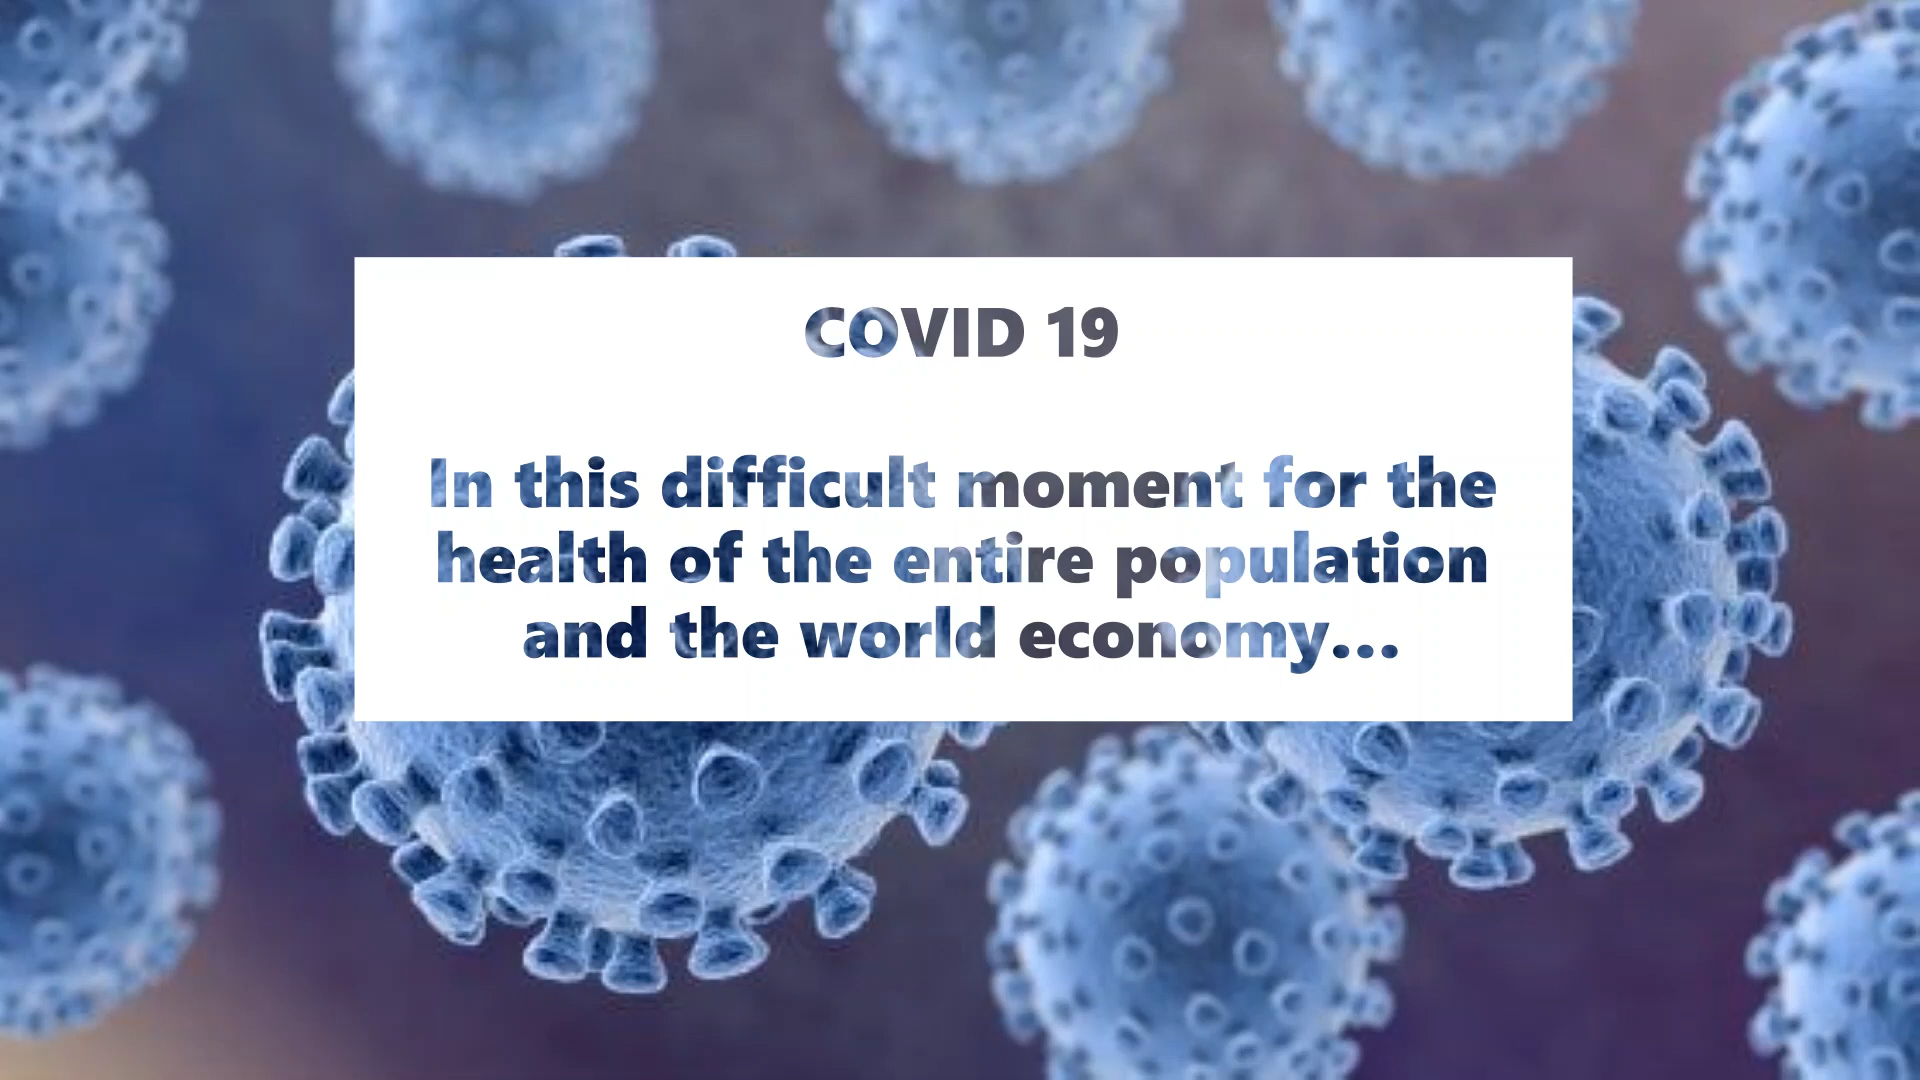 COVID 19
In this difficult moment for the
health of the entire population
and the world economy...